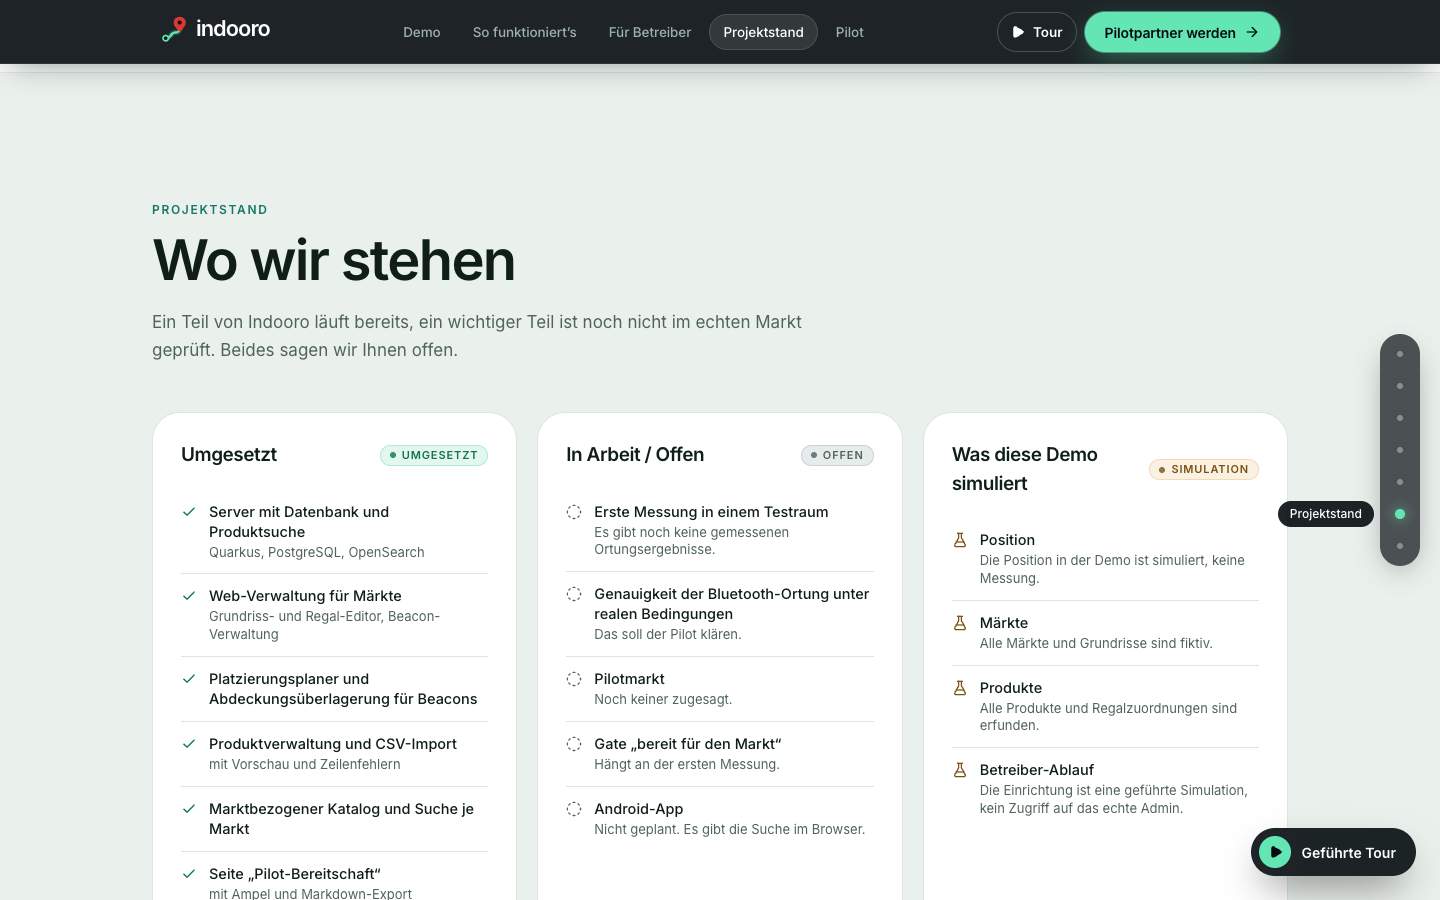 indooro
Demo
So funktioniert's
Für Betreiber
Projektstand
Pilot
Tour
Pilotpartner werden
PROJEKTSTAND
Wo wir stehen
Ein Teil von Indooro läuft bereits, ein wichtiger Teil ist noch nicht im echten Markt
geprüft. Beides sagen wir Ihnen offen.
Umgesetzt
UMGESETZT
Server mit Datenbank und
Produktsuche
Quarkus, PostgreSQL, OpenSearch
Web-Verwaltung für Märkte
Grundriss- und Regal-Editor, Beacon-
Verwaltung
Platzierungsplaner und
Abdeckungsüberlagerung für Beacons
Produktverwaltung und CSV-Import
mit Vorschau und Zeilenfehlern
Marktbezogener Katalog und Suche je
Markt
Seite „Pilot-Bereitschaft“
mit Ampel und Markdown-Export
In Arbeit / Offen
OFFEN
Erste Messung in einem Testraum
Es gibt noch keine gemessenen
Ortungsergebnisse.
Genauigkeit der Bluetooth-Ortung unter
realen Bedingungen
Das soll der Pilot klären.
Pilotmarkt
Noch keiner zugesagt.
Gate „bereit für den Markt“
Hängt an der ersten Messung.
Android-App
Nicht geplant. Es gibt die Suche im Browser.
Was diese Demo
simuliert
SIMULATION
Position
Die Position in der Demo ist simuliert, keine
Messung.
Märkte
Alle Märkte und Grundrisse sind fiktiv.
Produkte
Alle Produkte und Regalzuordnungen sind
erfunden.
Betreiber-Ablauf
Die Einrichtung ist eine geführte Simulation,
kein Zugriff auf das echte Admin.
Projektstand
Geführte Tour